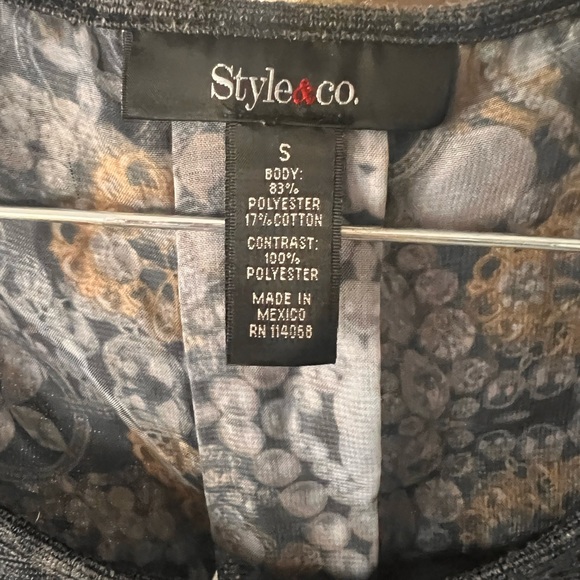 Style&co.
S
BODY:
83%
POLYESTER
17%COTTON
CONTRAST:
100%
POLYESTER
MADE IN
MEXICO
RN 114058